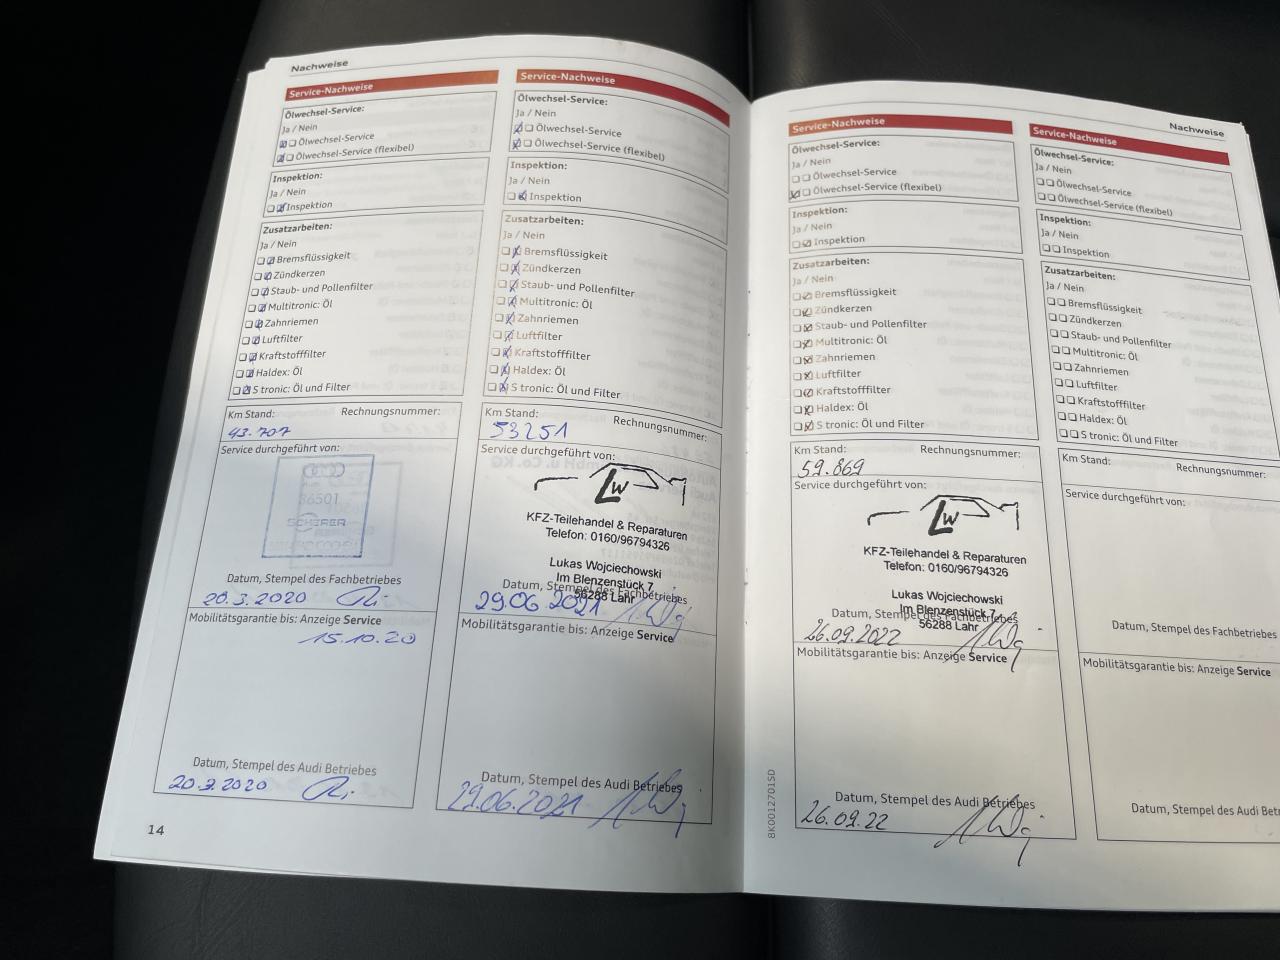 Nachweise
Service-Nachweise
Ölwechsel-Service:
Ja / Nein
Ölwechsel-Service
Ölwechsel-Service (flexibel)
Inspektion:
Ja / Nein
Inspektion
Zusatzarbeiten:
Ja / Nein
Bremsflüssigkeit
Zündkerzen
Staub- und Pollenfilter
Multitronic: Öl
Zahnriemen
Luftfilter
Kraftstofffilter
Haldex: Öl
S tronic: Öl und Filter
Km Stand: Rechnungsnummer:
43.707
Service durchgeführt von:
36501
SCHERER
Datum, Stempel des Fachbetriebes
20.3.2020
Mobilitätsgarantie bis: Anzeige Service
15.10.20
Datum, Stempel des Audi Betriebes
20.3.2020
14
Service-Nachweise
Ölwechsel-Service:
Ja / Nein
Ölwechsel-Service
Ölwechsel-Service (flexibel)
Inspektion:
Ja / Nein
Inspektion
Zusatzarbeiten:
Ja / Nein
Bremsflüssigkeit
Zündkerzen
Staub- und Pollenfilter
Multitronic: Öl
Zahnriemen
Luftfilter
Kraftstofffilter
Haldex: Öl
S tronic: Öl und Filter
Km Stand: Rechnungsnummer:
53251
Service durchgeführt von:
LW
KFZ-Teilehandel & Reparaturen
Telefon: 0160/96794326
Lukas Wojciechowski
Im Blenzenstück 7
56288 Lahr
Datum, Stempel des Fachbetriebes
29.06.2021
Mobilitätsgarantie bis: Anzeige Service
Datum, Stempel des Audi Betriebes
29.06.2021
Nachweise
Service-Nachweise
Ölwechsel-Service:
Ja / Nein
Ölwechsel-Service
Ölwechsel-Service (flexibel)
Inspektion:
Ja / Nein
Inspektion
Zusatzarbeiten:
Ja / Nein
Bremsflüssigkeit
Zündkerzen
Staub- und Pollenfilter
Multitronic: Öl
Zahnriemen
Luftfilter
Kraftstofffilter
Haldex: Öl
S tronic: Öl und Filter
Km Stand: Rechnungsnummer:
59.869
Service durchgeführt von:
LW
KFZ-Teilehandel & Reparaturen
Telefon: 0160/96794326
Lukas Wojciechowski
Im Blenzenstück 7
56288 Lahr
Datum, Stempel des Fachbetriebes
26.09.2022
Mobilitätsgarantie bis: Anzeige Service
Datum, Stempel des Audi Betriebes
26.09.22
8K0012701SD
Service-Nachweise
Ölwechsel-Service:
Ja / Nein
Ölwechsel-Service
Ölwechsel-Service (flexibel)
Inspektion:
Ja / Nein
Inspektion
Zusatzarbeiten:
Ja / Nein
Bremsflüssigkeit
Zündkerzen
Staub- und Pollenfilter
Multitronic: Öl
Zahnriemen
Luftfilter
Kraftstofffilter
Haldex: Öl
S tronic: Öl und Filter
Km Stand: Rechnungsnummer:
Service durchgeführt von:
Datum, Stempel des Fachbetriebes
Mobilitätsgarantie bis: Anzeige Service
Datum, Stempel des Audi Betr